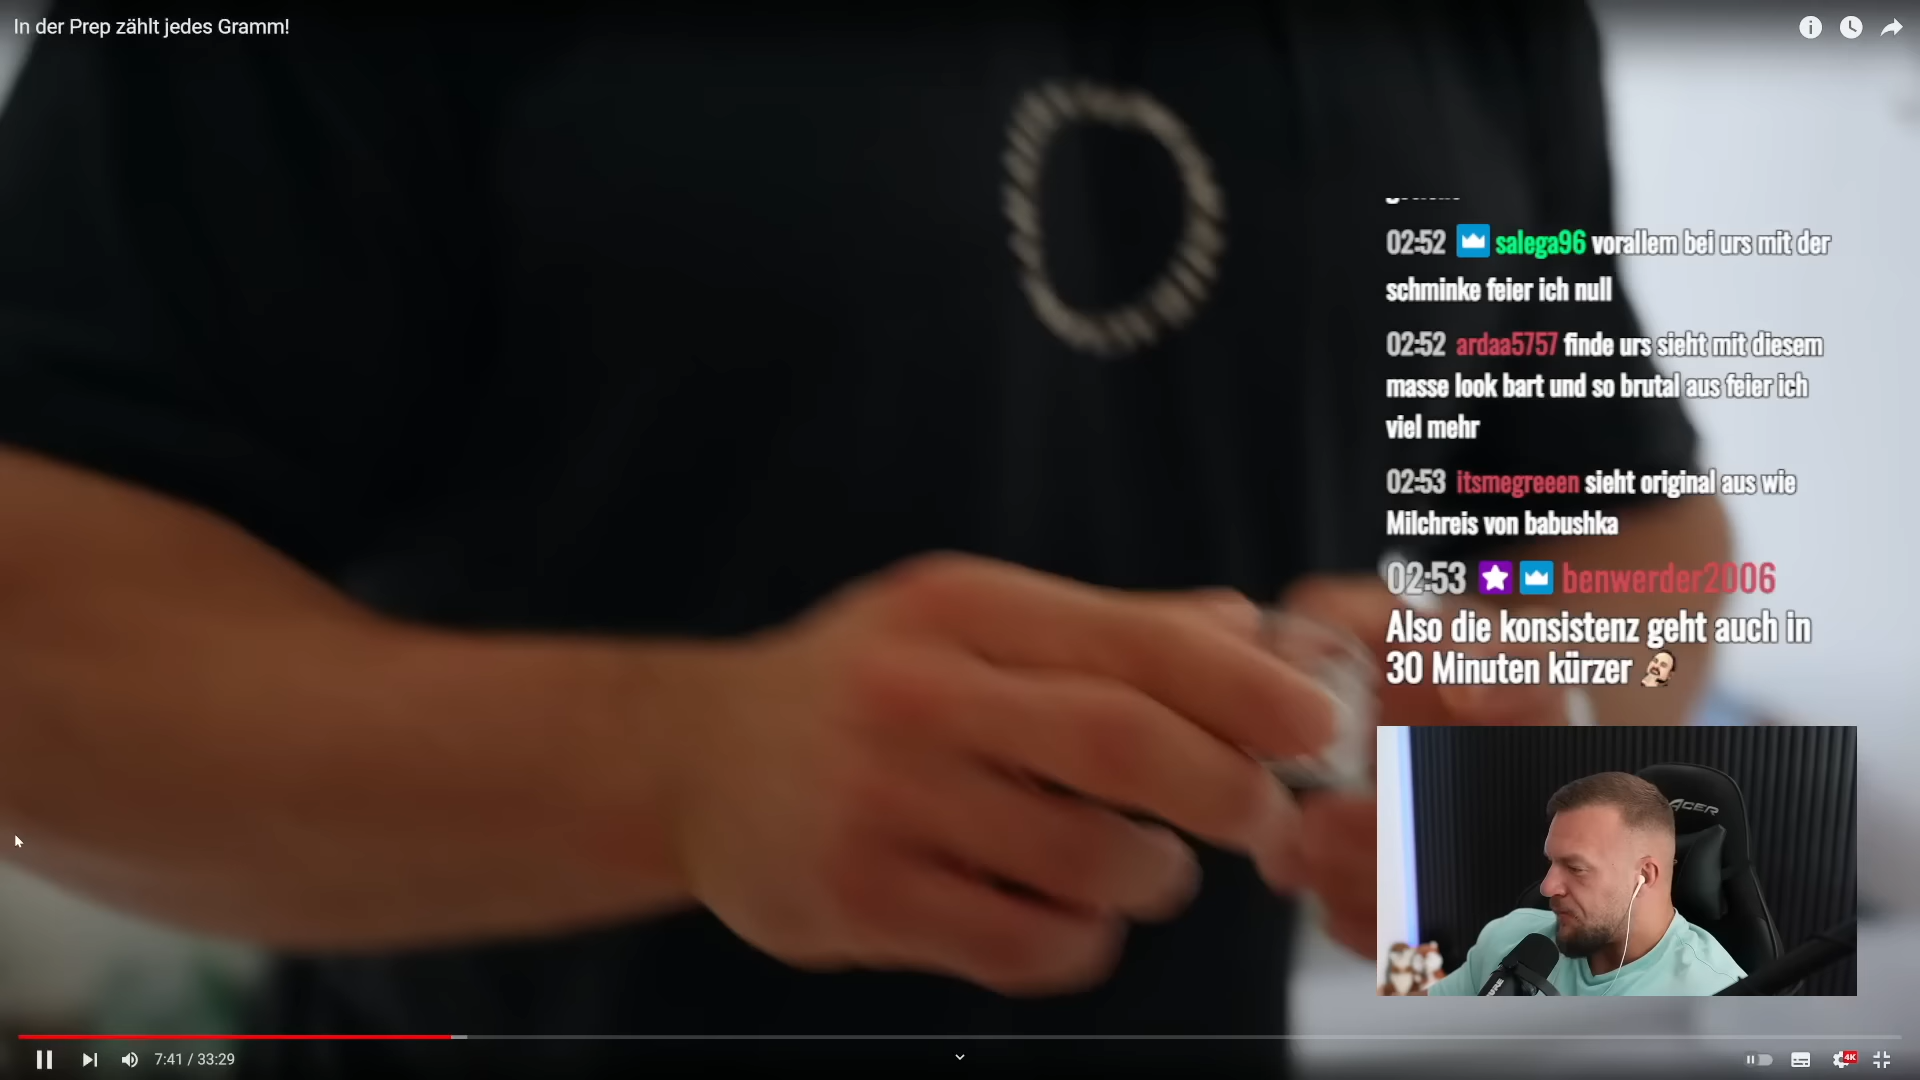 In der Prep zählt jedes Gramm!
02:52 salega96 vorallem bei urs mit der
schminke feier ich null
02:52 ardaa5757 finde urs sieht mit diesem
masse look bart und so brutal aus feier ich
viel mehr
02:53 itsmegreeen sieht original aus wie
Milchreis von babushka
02:53 benwerder2006
Also die konsistenz geht auch in
30 Minuten kürzer
ACER
7:41 / 33:29
4K